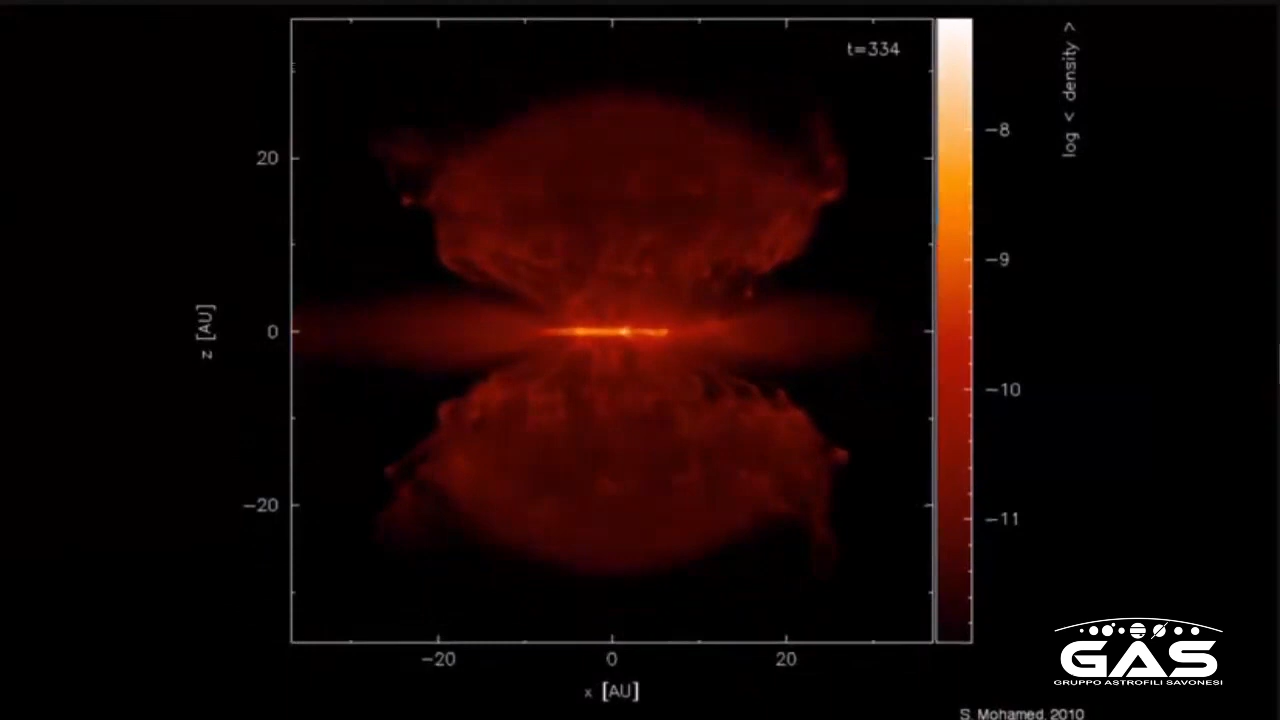 t=334
log < density >
20
0
−20
z [AU]
−20
0
20
x [AU]
−8
−9
−10
−11
GAS
GRUPPO ASTROFILI SAVONESI
S. Mohamed, 2010